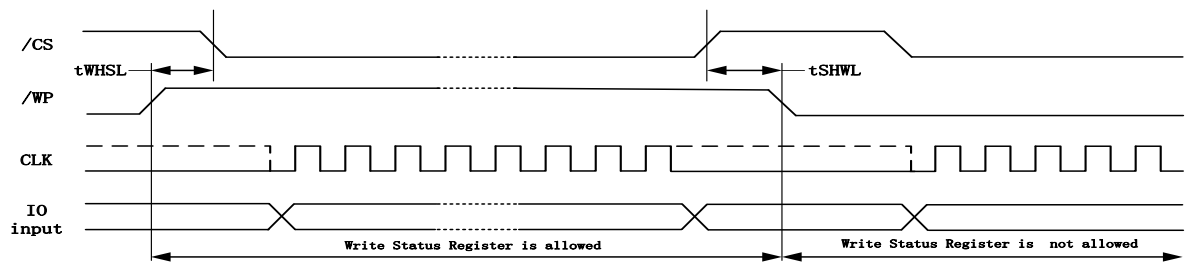 /CS
tWHSL
tSHWL
/WP
CLK
IO
input
Write Status Register is allowed
Write Status Register is not allowed